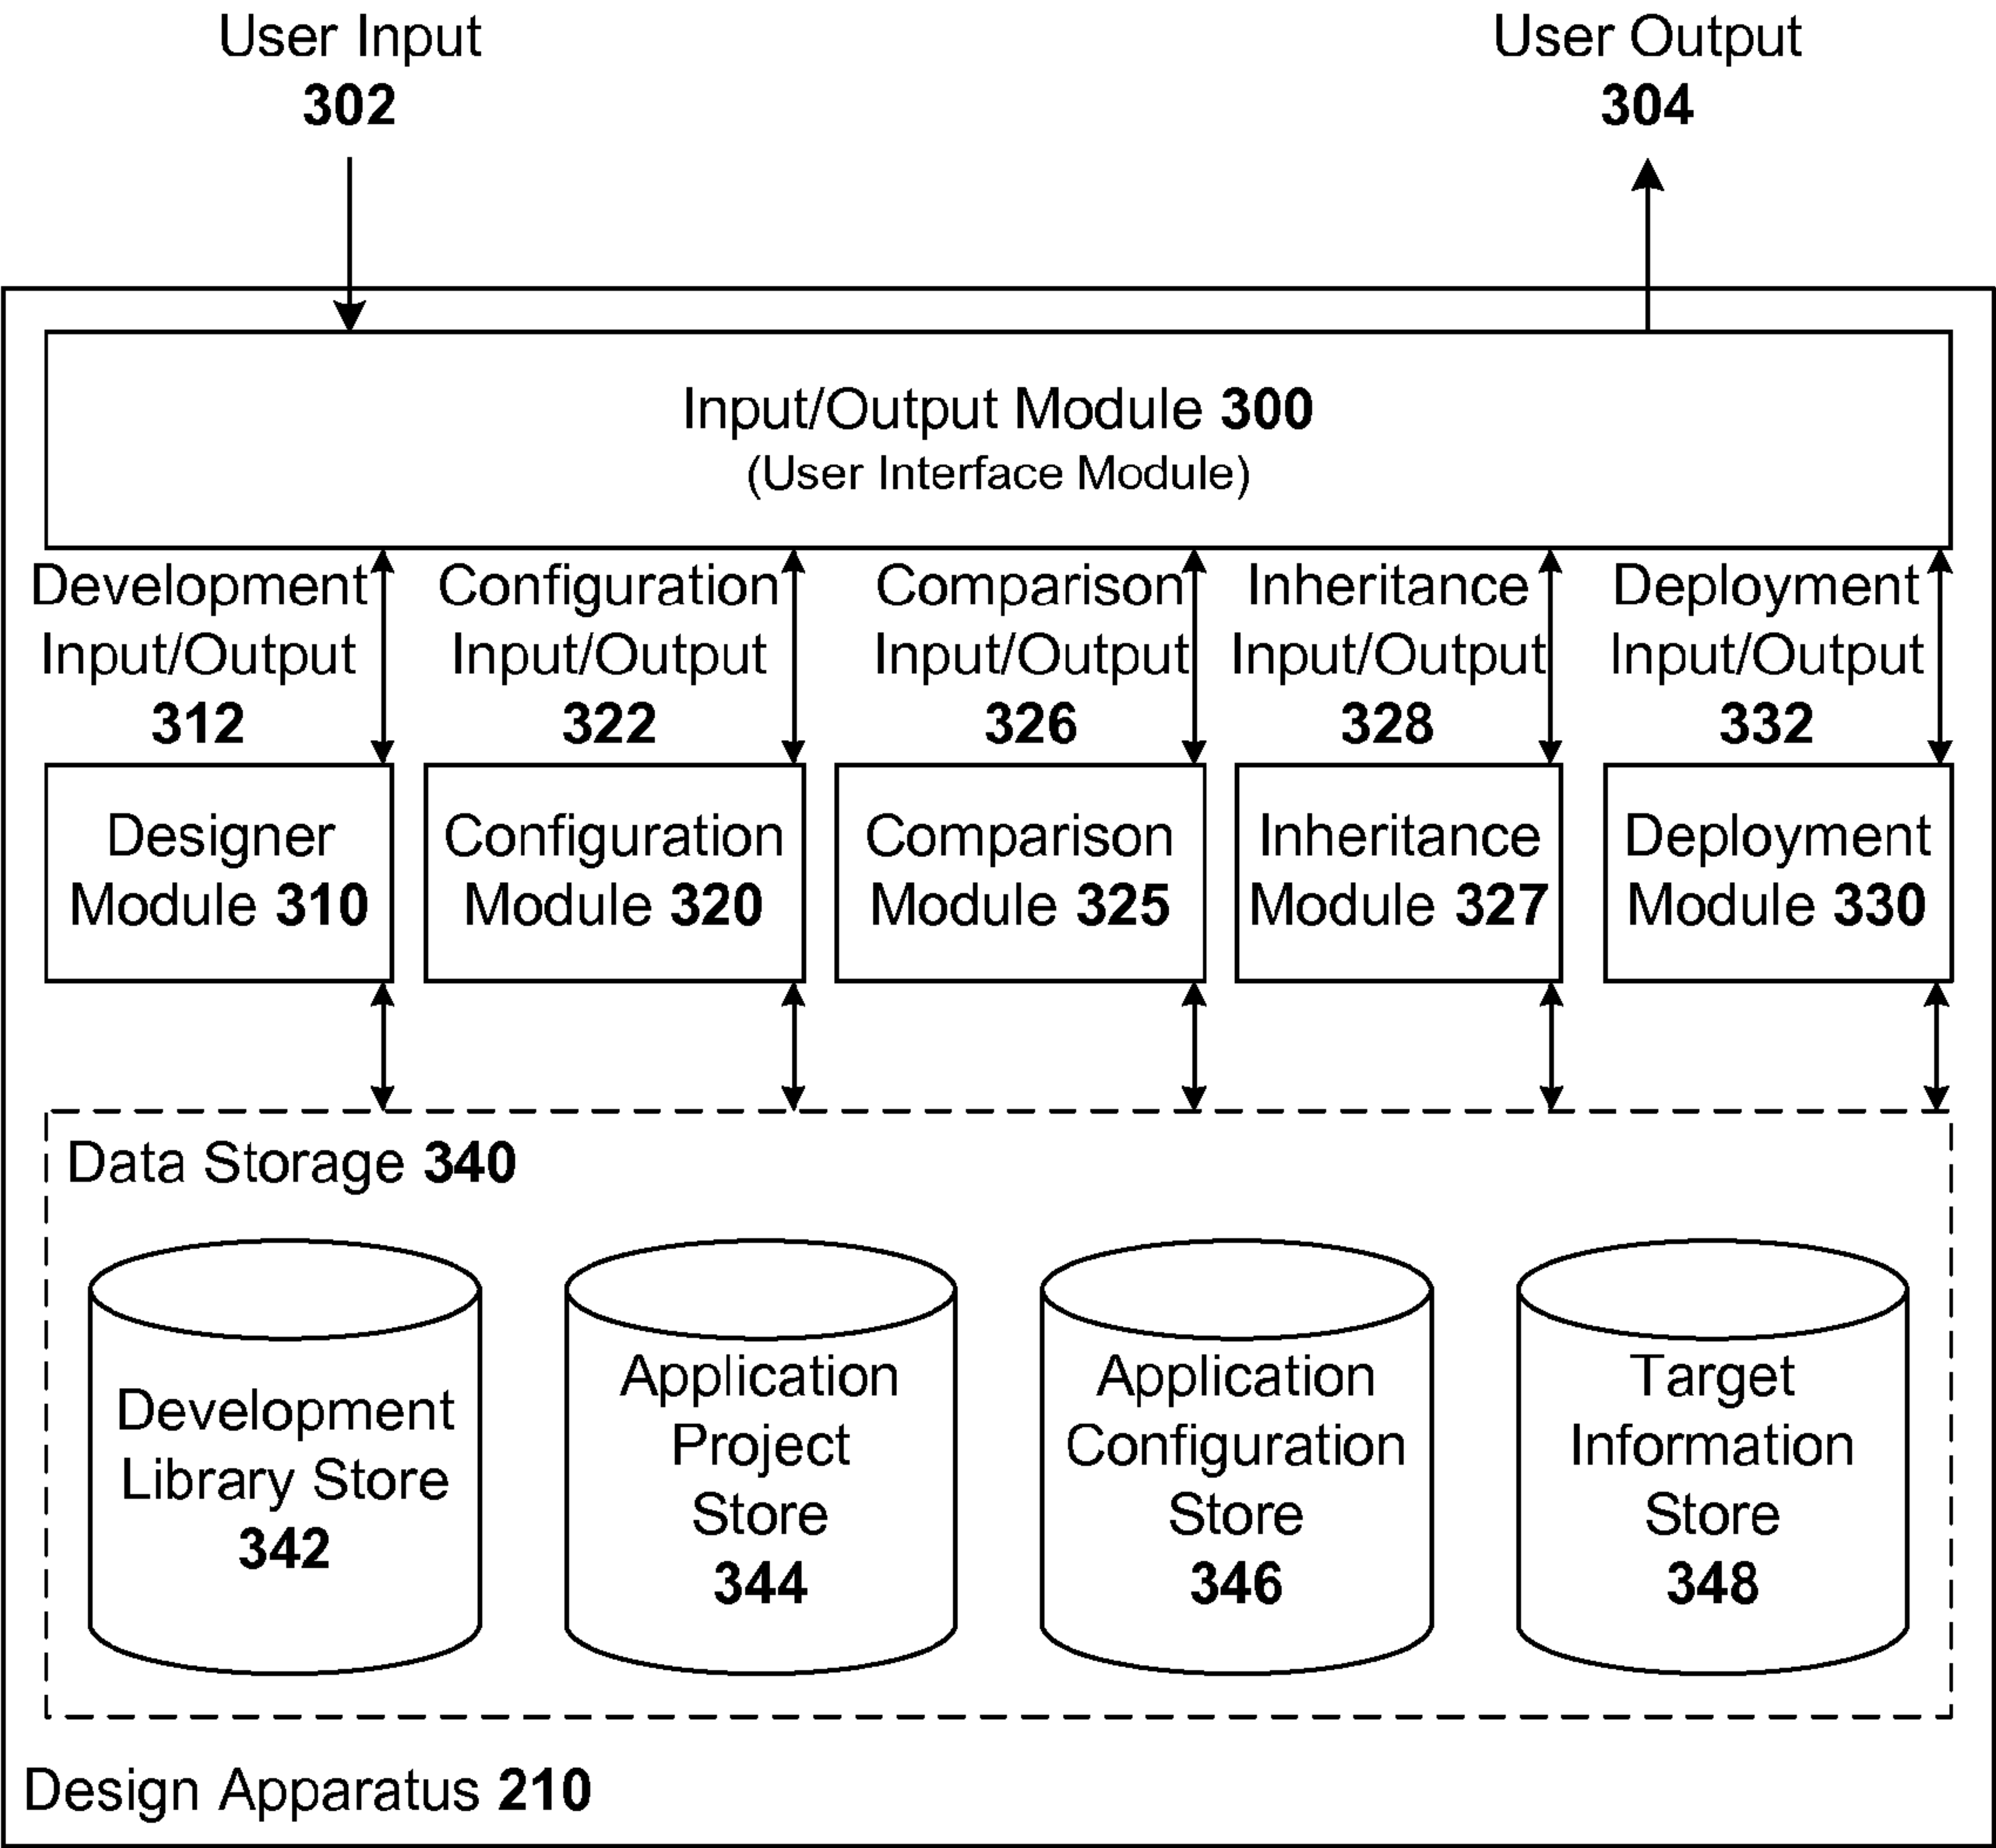 User Input
302
User Output
304
Input/Output Module 300
(User Interface Module)
Development
Input/Output
312
Configuration
Input/Output
322
Comparison
Input/Output
326
Inheritance
Input/Output
328
Deployment
Input/Output
332
Designer
Module 310
Configuration
Module 320
Comparison
Module 325
Inheritance
Module 327
Deployment
Module 330
Data Storage 340
Development
Library Store
342
Application
Project
Store
344
Application
Configuration
Store
346
Target
Information
Store
348
Design Apparatus 210